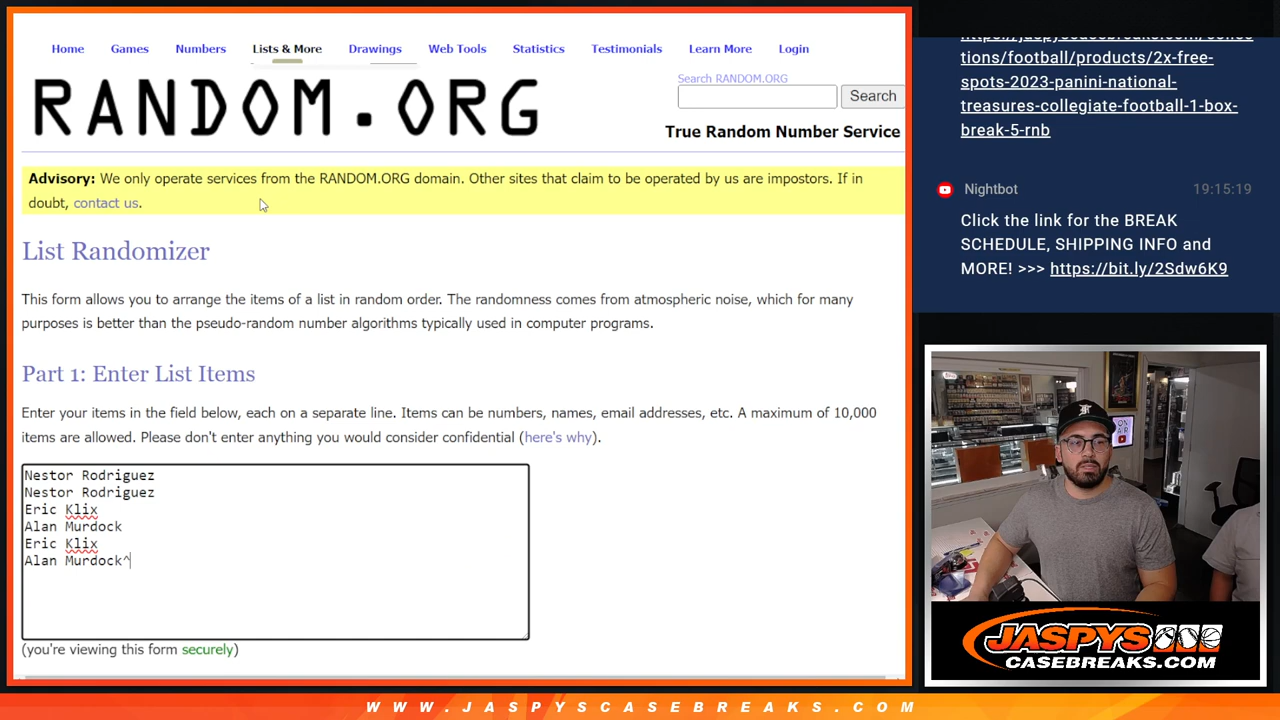 Home Games Numbers Lists & More Drawings Web Tools Statistics Testimonials Learn More Login
RANDOM.ORG
Search RANDOM.ORG
Search
True Random Number Service
Advisory: We only operate services from the RANDOM.ORG domain. Other sites that claim to be operated by us are impostors. If in
doubt, contact us.
List Randomizer
This form allows you to arrange the items of a list in random order. The randomness comes from atmospheric noise, which for many
purposes is better than the pseudo-random number algorithms typically used in computer programs.
Part 1: Enter List Items
Enter your items in the field below, each on a separate line. Items can be numbers, names, email addresses, etc. A maximum of 10,000
items are allowed. Please don't enter anything you would consider confidential (here's why).
Nestor Rodriguez
Nestor Rodriguez
Eric Klix
Alan Murdock
Eric Klix
Alan Murdock^
(you're viewing this form securely)
tions/football/products/2x-free-
spots-2023-panini-national-
treasures-collegiate-football-1-box-
break-5-rnb
Nightbot 19:15:19
Click the link for the BREAK
SCHEDULE, SHIPPING INFO and
MORE! >>> https://bit.ly/2Sdw6K9
ON
AIR
JASPYS
CASEBREAKS.COM
WWW.JASPYSCASEBREAKS.COM